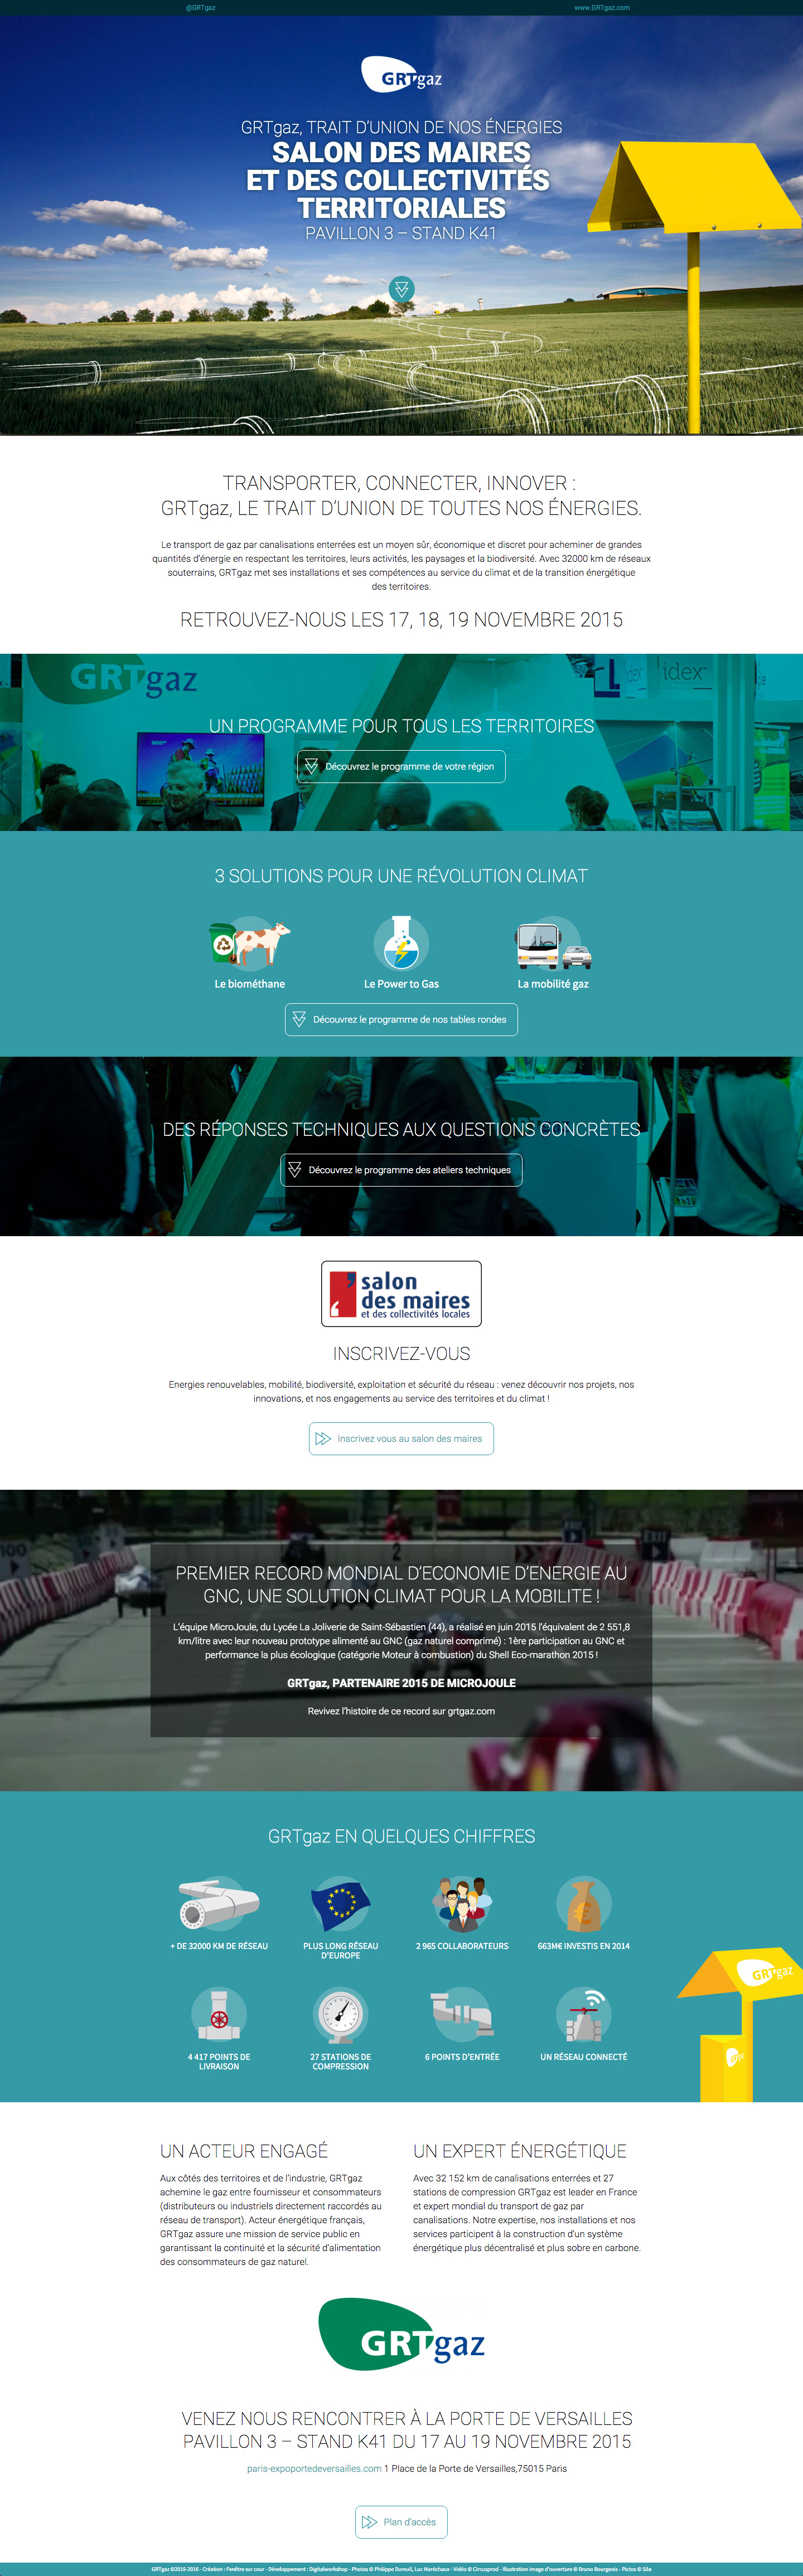 @GRTgaz
www.GRTgaz.com
GRTgaz
GRTgaz, TRAIT D'UNION DE NOS ÉNERGIES
SALON DES MAIRES
ET DES COLLECTIVITÉS
TERRITORIALES
PAVILLON 3 – STAND K41
TRANSPORTER, CONNECTER, INNOVER :
GRTgaz, LE TRAIT D'UNION DE TOUTES NOS ÉNERGIES.
Le transport de gaz par canalisations enterrées est un moyen sûr, économique et discret pour acheminer de grandes
quantités d'énergie en respectant les territoires, leurs activités, les paysages et la biodiversité. Avec 32000 km de réseaux
souterrains, GRTgaz met ses installations et ses compétences au service du climat et de la transition énergétique
des territoires.
RETROUVEZ-NOUS LES 17, 18, 19 NOVEMBRE 2015
GRTgaz
idex
UN PROGRAMME POUR TOUS LES TERRITOIRES
Découvrez le programme de votre région
3 SOLUTIONS POUR UNE RÉVOLUTION CLIMAT
Le biométhane
Le Power to Gas
La mobilité gaz
Découvrez le programme de nos tables rondes
DES RÉPONSES TECHNIQUES AUX QUESTIONS CONCRÈTES
Découvrez le programme des ateliers techniques
salon
des maires
et des collectivités locales
INSCRIVEZ-VOUS
Energies renouvelables, mobilité, biodiversité, exploitation et sécurité du réseau : venez découvrir nos projets, nos
innovations, et nos engagements au service des territoires et du climat !
Inscrivez vous au salon des maires
PREMIER RECORD MONDIAL D'ECONOMIE D'ENERGIE AU
GNC, UNE SOLUTION CLIMAT POUR LA MOBILITE !
L'équipe MicroJoule, du Lycée La Joliverie de Saint-Sébastien (44), a réalisé en juin 2015 l'équivalent de 2 551,8
km/litre avec leur nouveau prototype alimenté au GNC (gaz naturel comprimé) : 1ère participation au GNC et
performance la plus écologique (catégorie Moteur à combustion) du Shell Eco-marathon 2015 !
GRTgaz, PARTENAIRE 2015 DE MICROJOULE
Revivez l'histoire de ce record sur grtgaz.com
GRTgaz EN QUELQUES CHIFFRES
+ DE 32000 KM DE RÉSEAU
PLUS LONG RÉSEAU
D'EUROPE
2 965 COLLABORATEURS
663M€ INVESTIS EN 2014
GRTgaz
4 417 POINTS DE
LIVRAISON
27 STATIONS DE
COMPRESSION
6 POINTS D'ENTRÉE
UN RÉSEAU CONNECTÉ
UN ACTEUR ENGAGÉ
Aux côtés des territoires et de l'industrie, GRTgaz
achemine le gaz entre fournisseur et consommateurs
(distributeurs ou industriels directement raccordés au
réseau de transport). Acteur énergétique français,
GRTgaz assure une mission de service public en
garantissant la continuité et la sécurité d'alimentation
des consommateurs de gaz naturel.
UN EXPERT ÉNERGÉTIQUE
Avec 32 152 km de canalisations enterrées et 27
stations de compression GRTgaz est leader en France
et expert mondial du transport de gaz par
canalisations. Notre expertise, nos installations et nos
services participent à la construction d'un système
énergétique plus décentralisé et plus sobre en carbone.
GRTgaz
VENEZ NOUS RENCONTRER À LA PORTE DE VERSAILLES
PAVILLON 3 – STAND K41 DU 17 AU 19 NOVEMBRE 2015
paris-expoportedeversailles.com 1 Place de la Porte de Versailles,75015 Paris
Plan d'accès
GRTgaz ©2015-2016 - Création : Fenêtre sur cour - Développement : Digitalworkshop - Photos © Philippe Dureuil, Luc Maréchaux - Vidéo © Circusprod - Illustration image d'ouverture © Bruno Bourgeois - Pictos © Sila